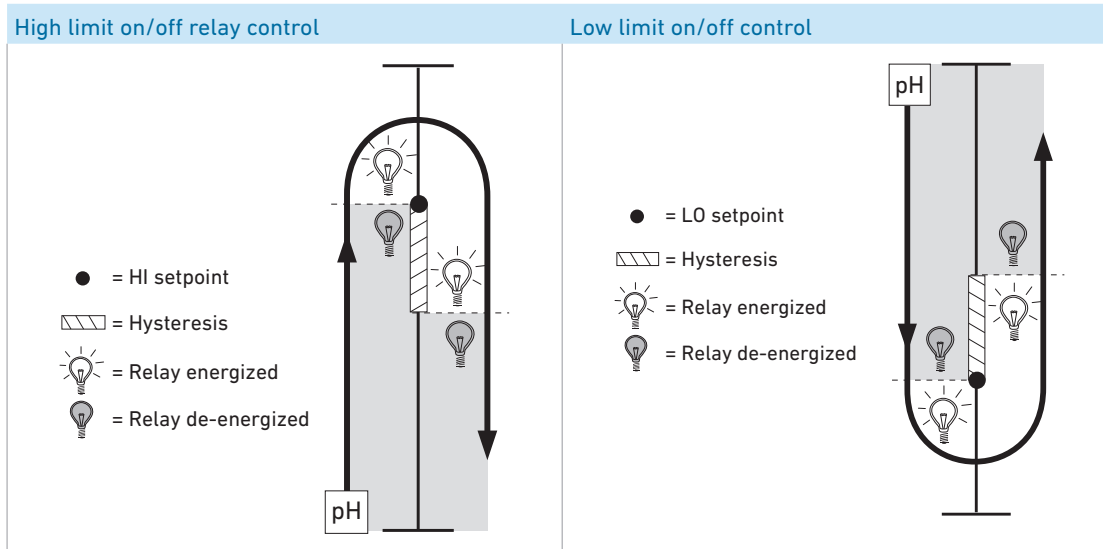 High limit on/off relay control
= HI setpoint
= Hysteresis
= Relay energized
= Relay de-energized
pH
Low limit on/off control
pH
= LO setpoint
= Hysteresis
= Relay energized
= Relay de-energized